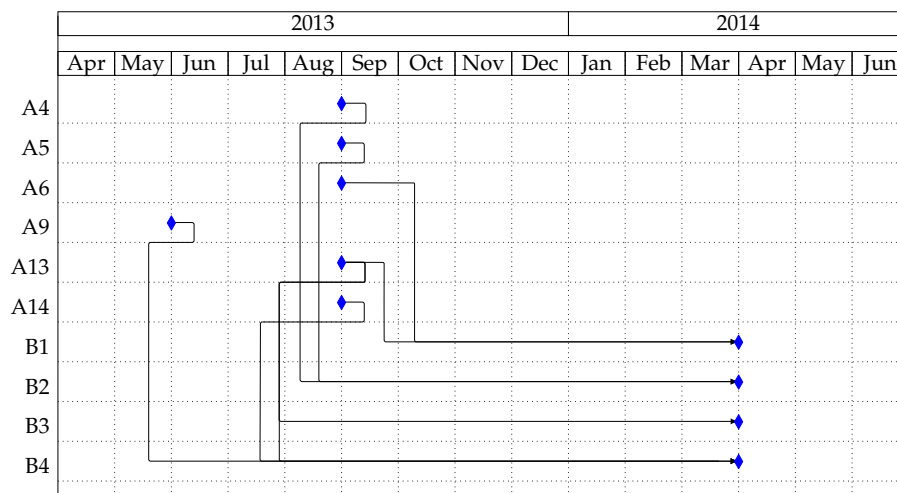 2013 2014
Apr May Jun Jul Aug Sep Oct Nov Dec Jan Feb Mar Apr May Jun
A4
A5
A6
A9
A13
A14
B1
B2
B3
B4